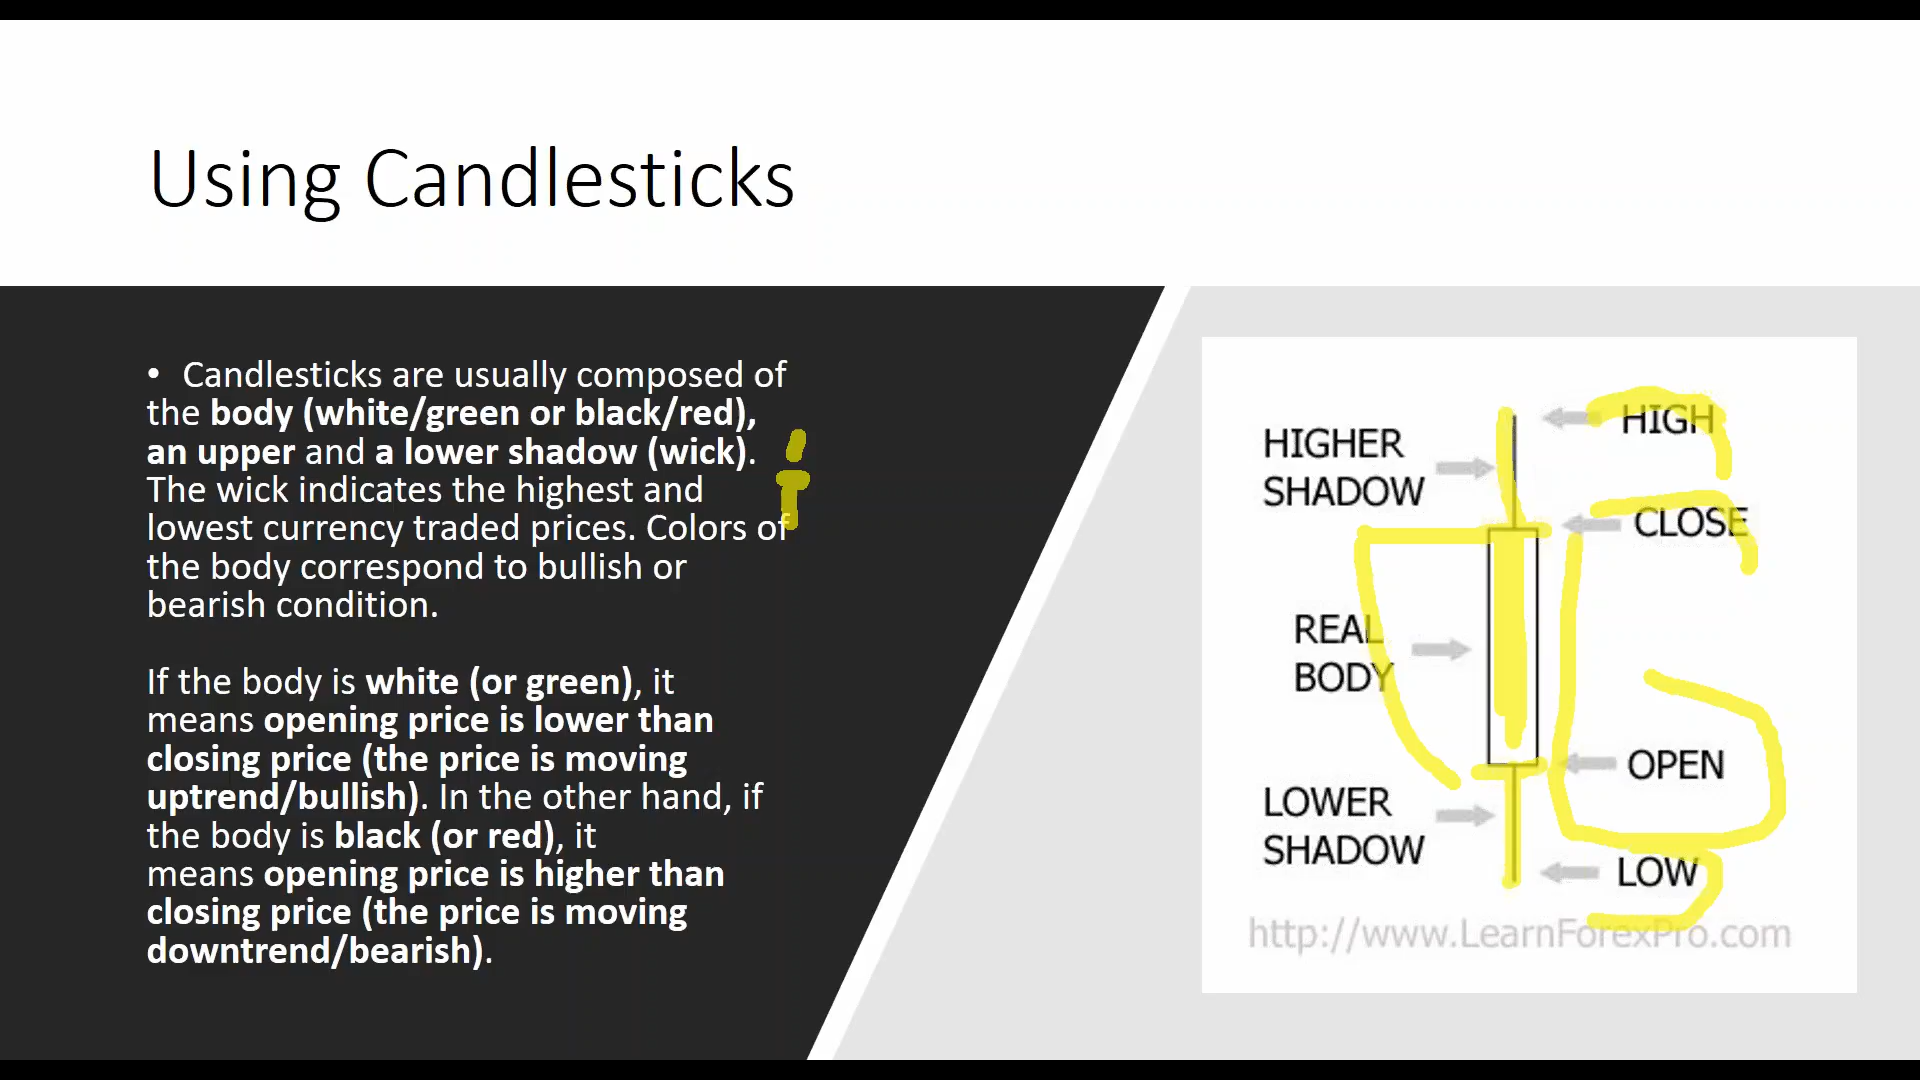 Using Candlesticks
• Candlesticks are usually composed of
the body (white/green or black/red),
an upper and a lower shadow (wick).
The wick indicates the highest and
lowest currency traded prices. Colors of
the body correspond to bullish or
bearish condition.
If the body is white (or green), it
means opening price is lower than
closing price (the price is moving
uptrend/bullish). In the other hand, if
the body is black (or red), it
means opening price is higher than
closing price (the price is moving
downtrend/bearish).
HIGH
HIGHER
SHADOW
CLOSE
REAL
BODY
OPEN
LOWER
SHADOW
LOW
http://www.LearnForexPro.com